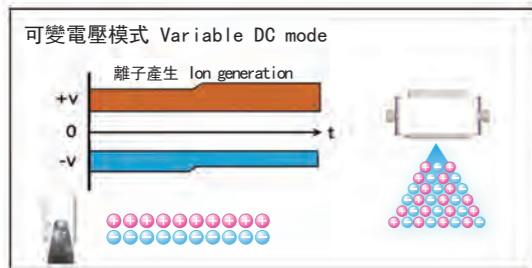 可變電壓模式 Variable DC mode
離子產生 Ion generation
+v
0
t
-v